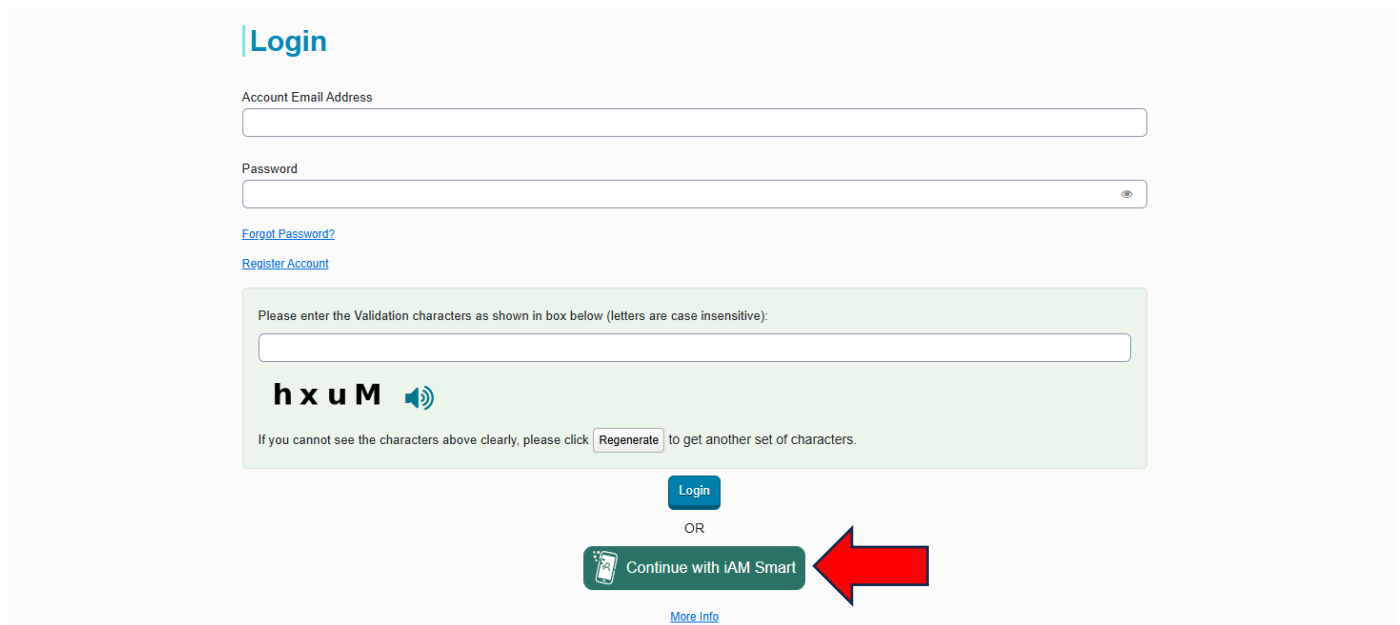 Login
Account Email Address
Password
Forgot Password?
Register Account
Please enter the Validation characters as shown in box below (letters are case insensitive):
h x u M
If you cannot see the characters above clearly, please click Regenerate to get another set of characters.
Login
OR
Continue with iAM Smart
More Info